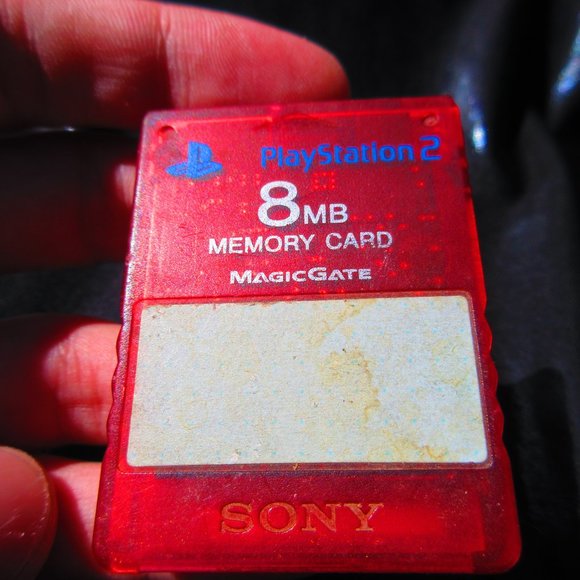 PlayStation 2
8MB
MEMORY CARD
MAGICGATE
SONY